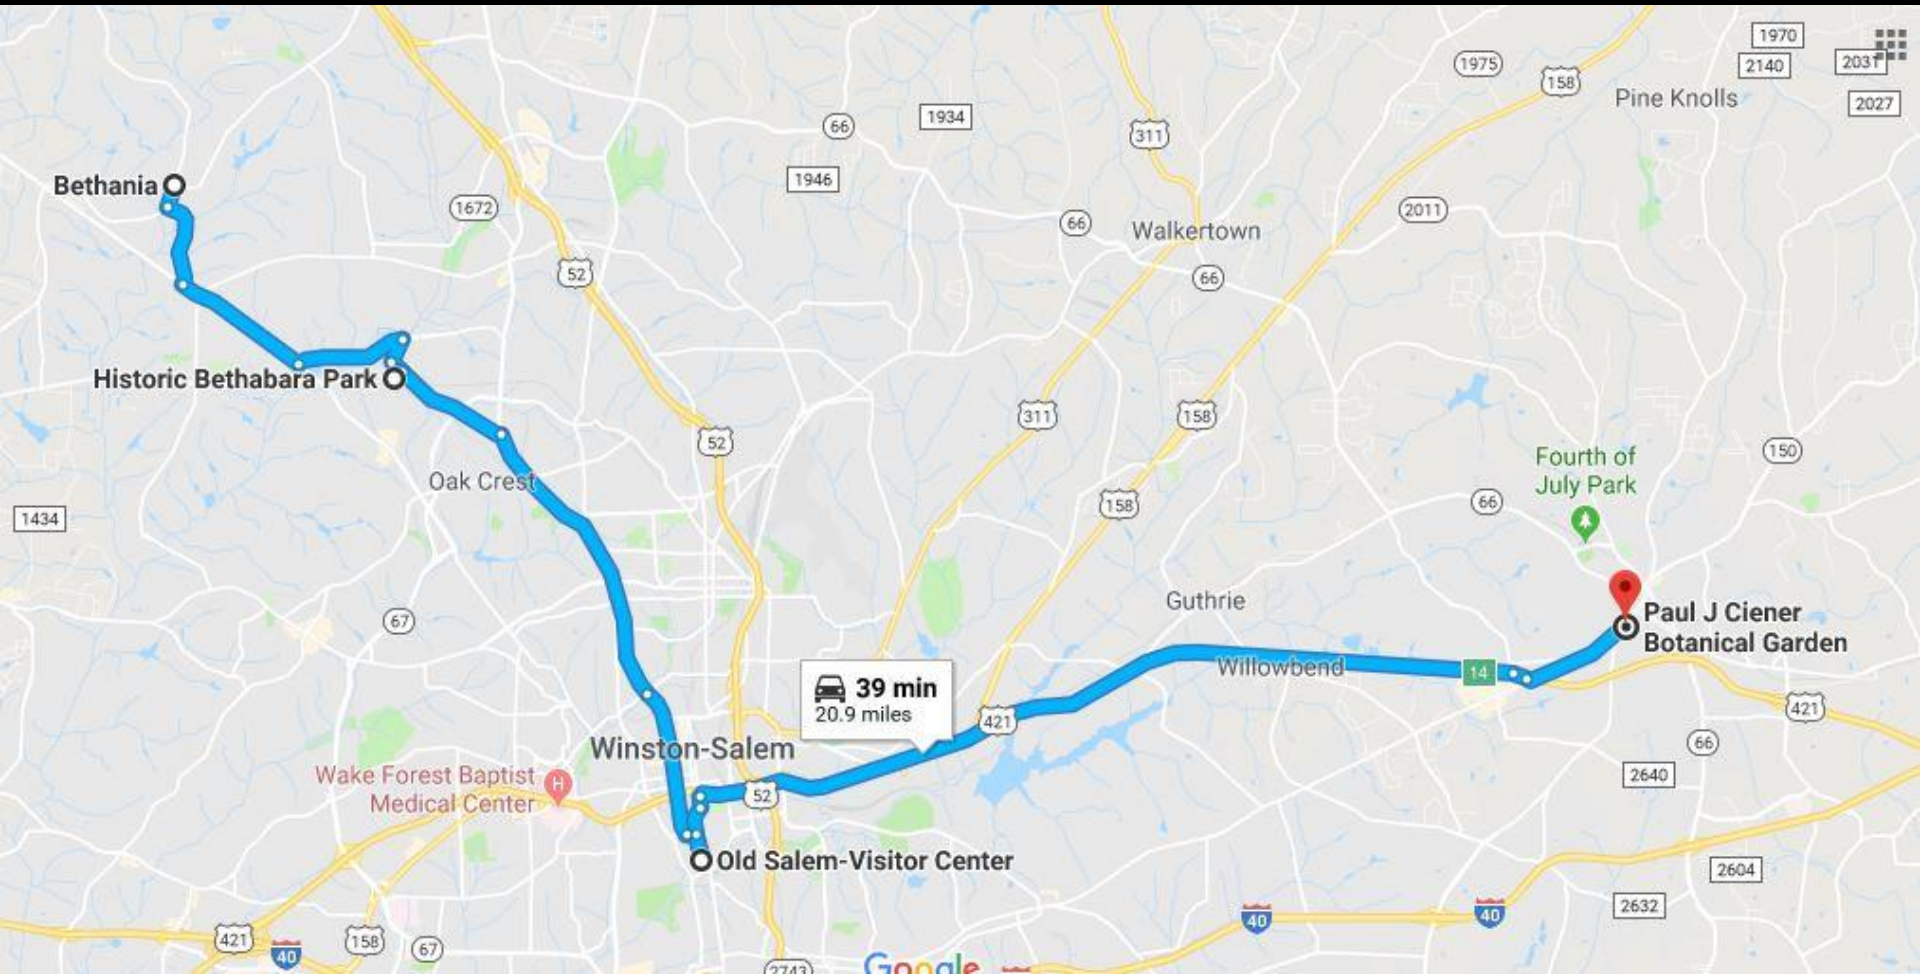 1970
2140
2031
2027
1975
158
Pine Knolls
66
1934
311
1946
Bethania
1672
66
2011
Walkertown
52
66
Historic Bethabara Park
311
158
52
150
Fourth of
July Park
Oak Crest
66
158
1434
67
Guthrie
Paul J Ciener
Botanical Garden
Willowbend
14
39 min
20.9 miles
421
421
66
Winston-Salem
Wake Forest Baptist
Medical Center
H
52
2640
Old Salem-Visitor Center
2604
2632
40
40
421
158
67
40
2743
Google